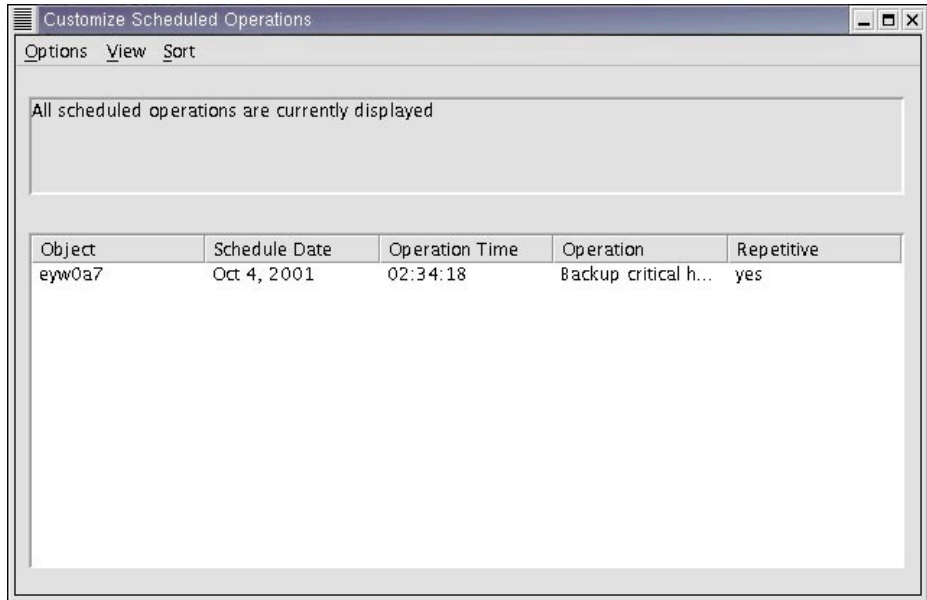 Customize Scheduled Operations
Options View Sort
All scheduled operations are currently displayed
Object Schedule Date Operation Time Operation Repetitive
eyw0a7 Oct 4, 2001 02:34:18 Backup critical h... yes